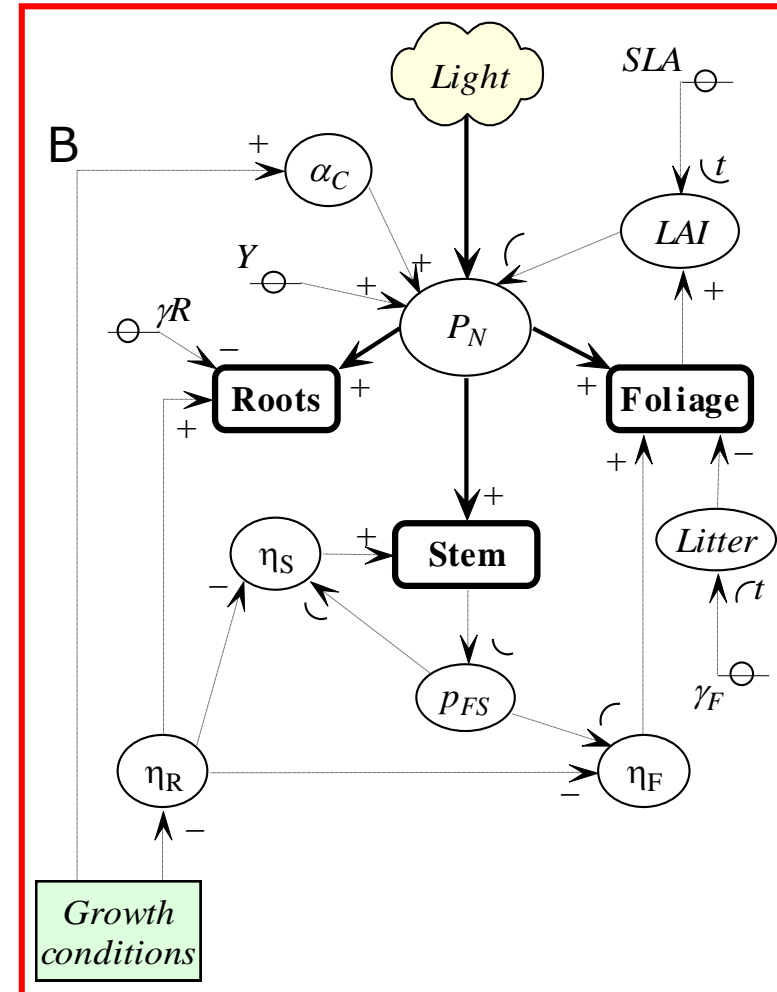 Light
SLA
B
+
α_C
t
LAI
+
Y
+
+
P_N
γR
−
+
+
+
Roots
Foliage
+
+
−
+
Litter
η_S
+
Stem
−
t
p_FS
γ_F
η_R
η_F
−
−
Growth
conditions